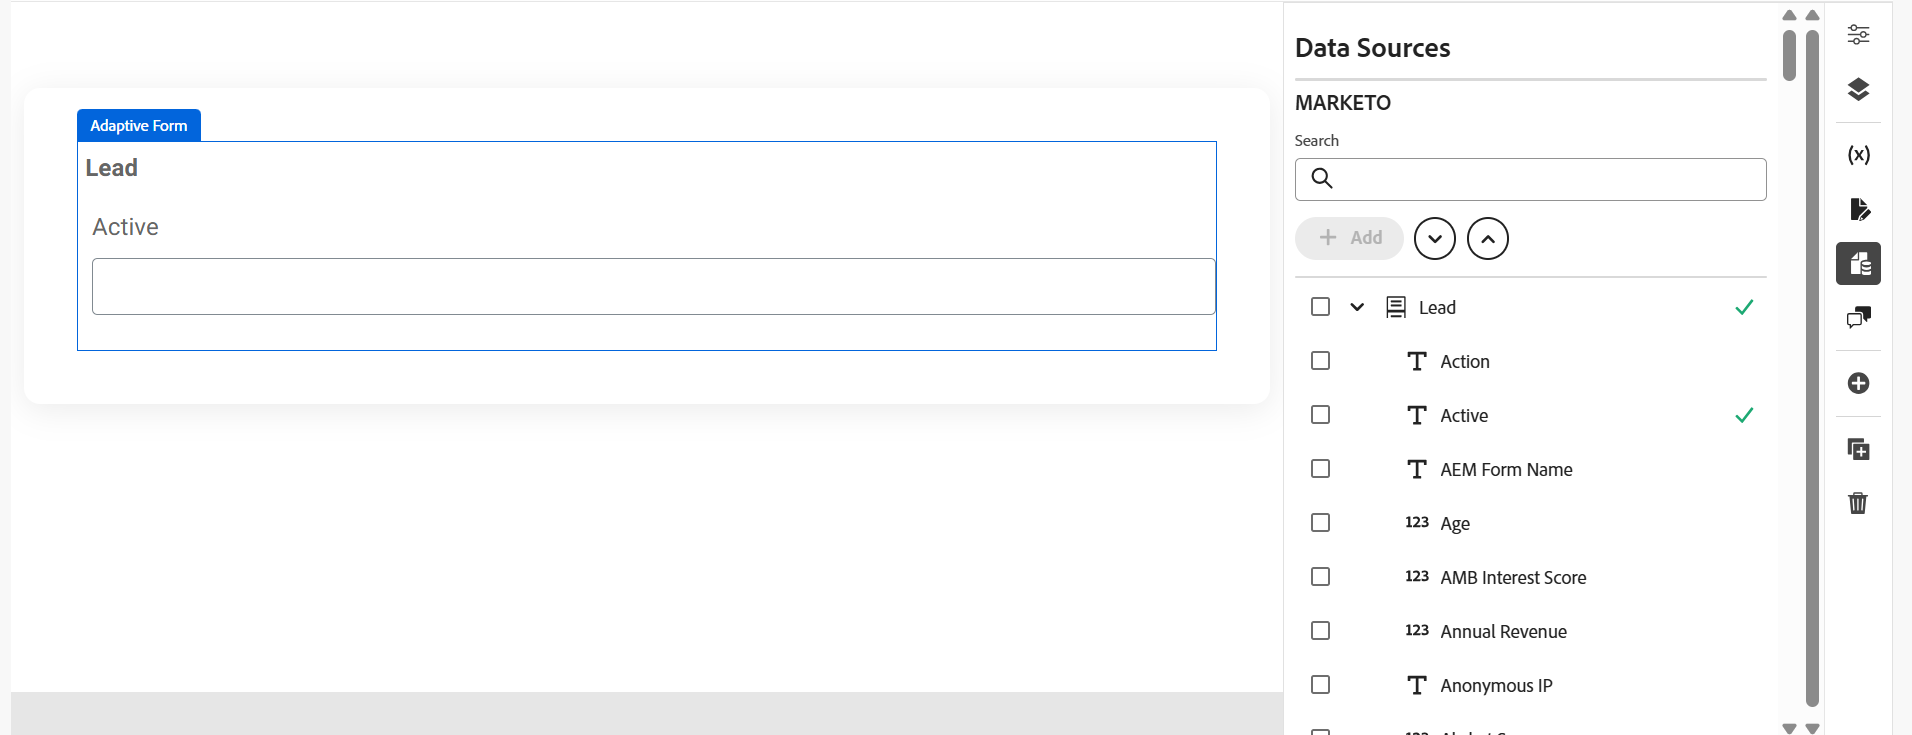 Adaptive Form
Lead
Active
Data Sources
MARKETO
Search
Add
Lead
T Action
T Active
T AEM Form Name
123 Age
123 AMB Interest Score
123 Annual Revenue
T Anonymous IP
(x)